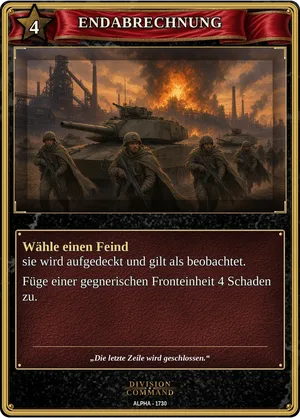 4
ENDABRECHNUNG
Wähle einen Feind
sie wird aufgedeckt und gilt als beobachtet.
Füge einer gegnerischen Fronteinheit 4 Schaden
zu.
„Die letzte Zeile wird geschlossen.“
DIVISION
COMMAND
ALPHA - 1730